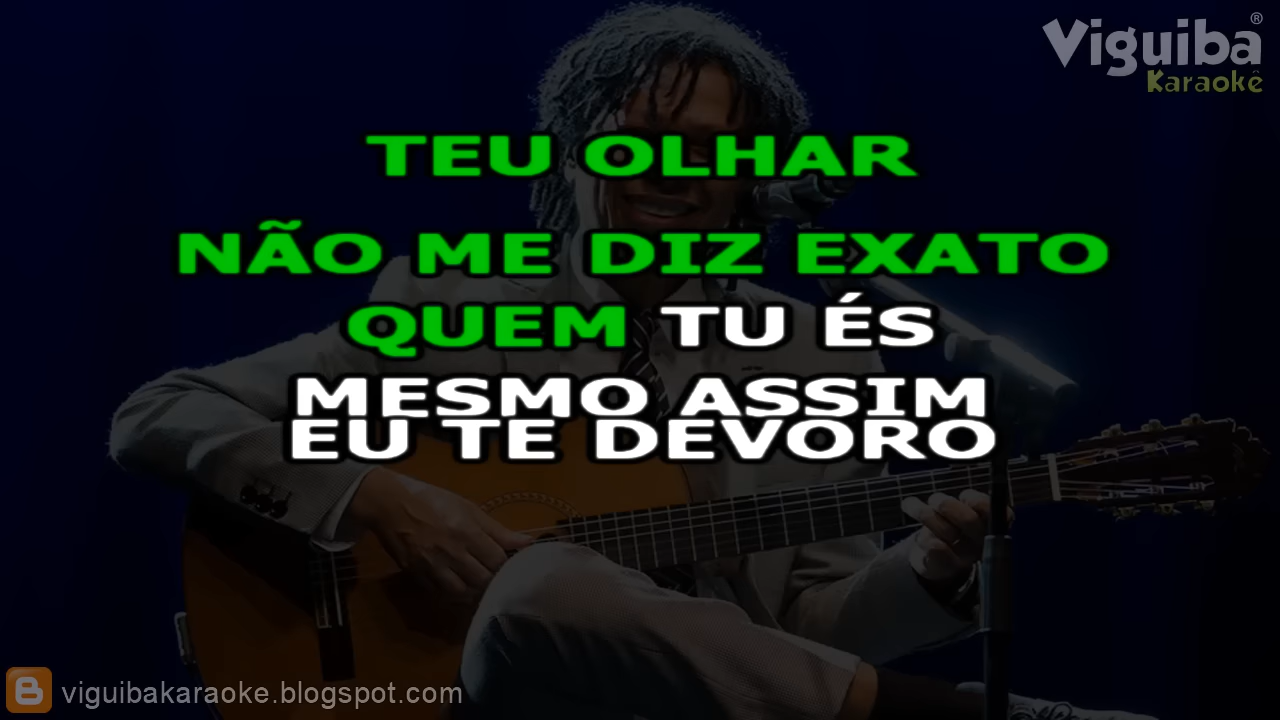 Viguiba®
Karaokê
TEU OLHAR
NÃO ME DIZ EXATO
QUEM TU ÉS
MESMO ASSIM
EU TE DEVORO
viguibakaraoke.blogspot.com